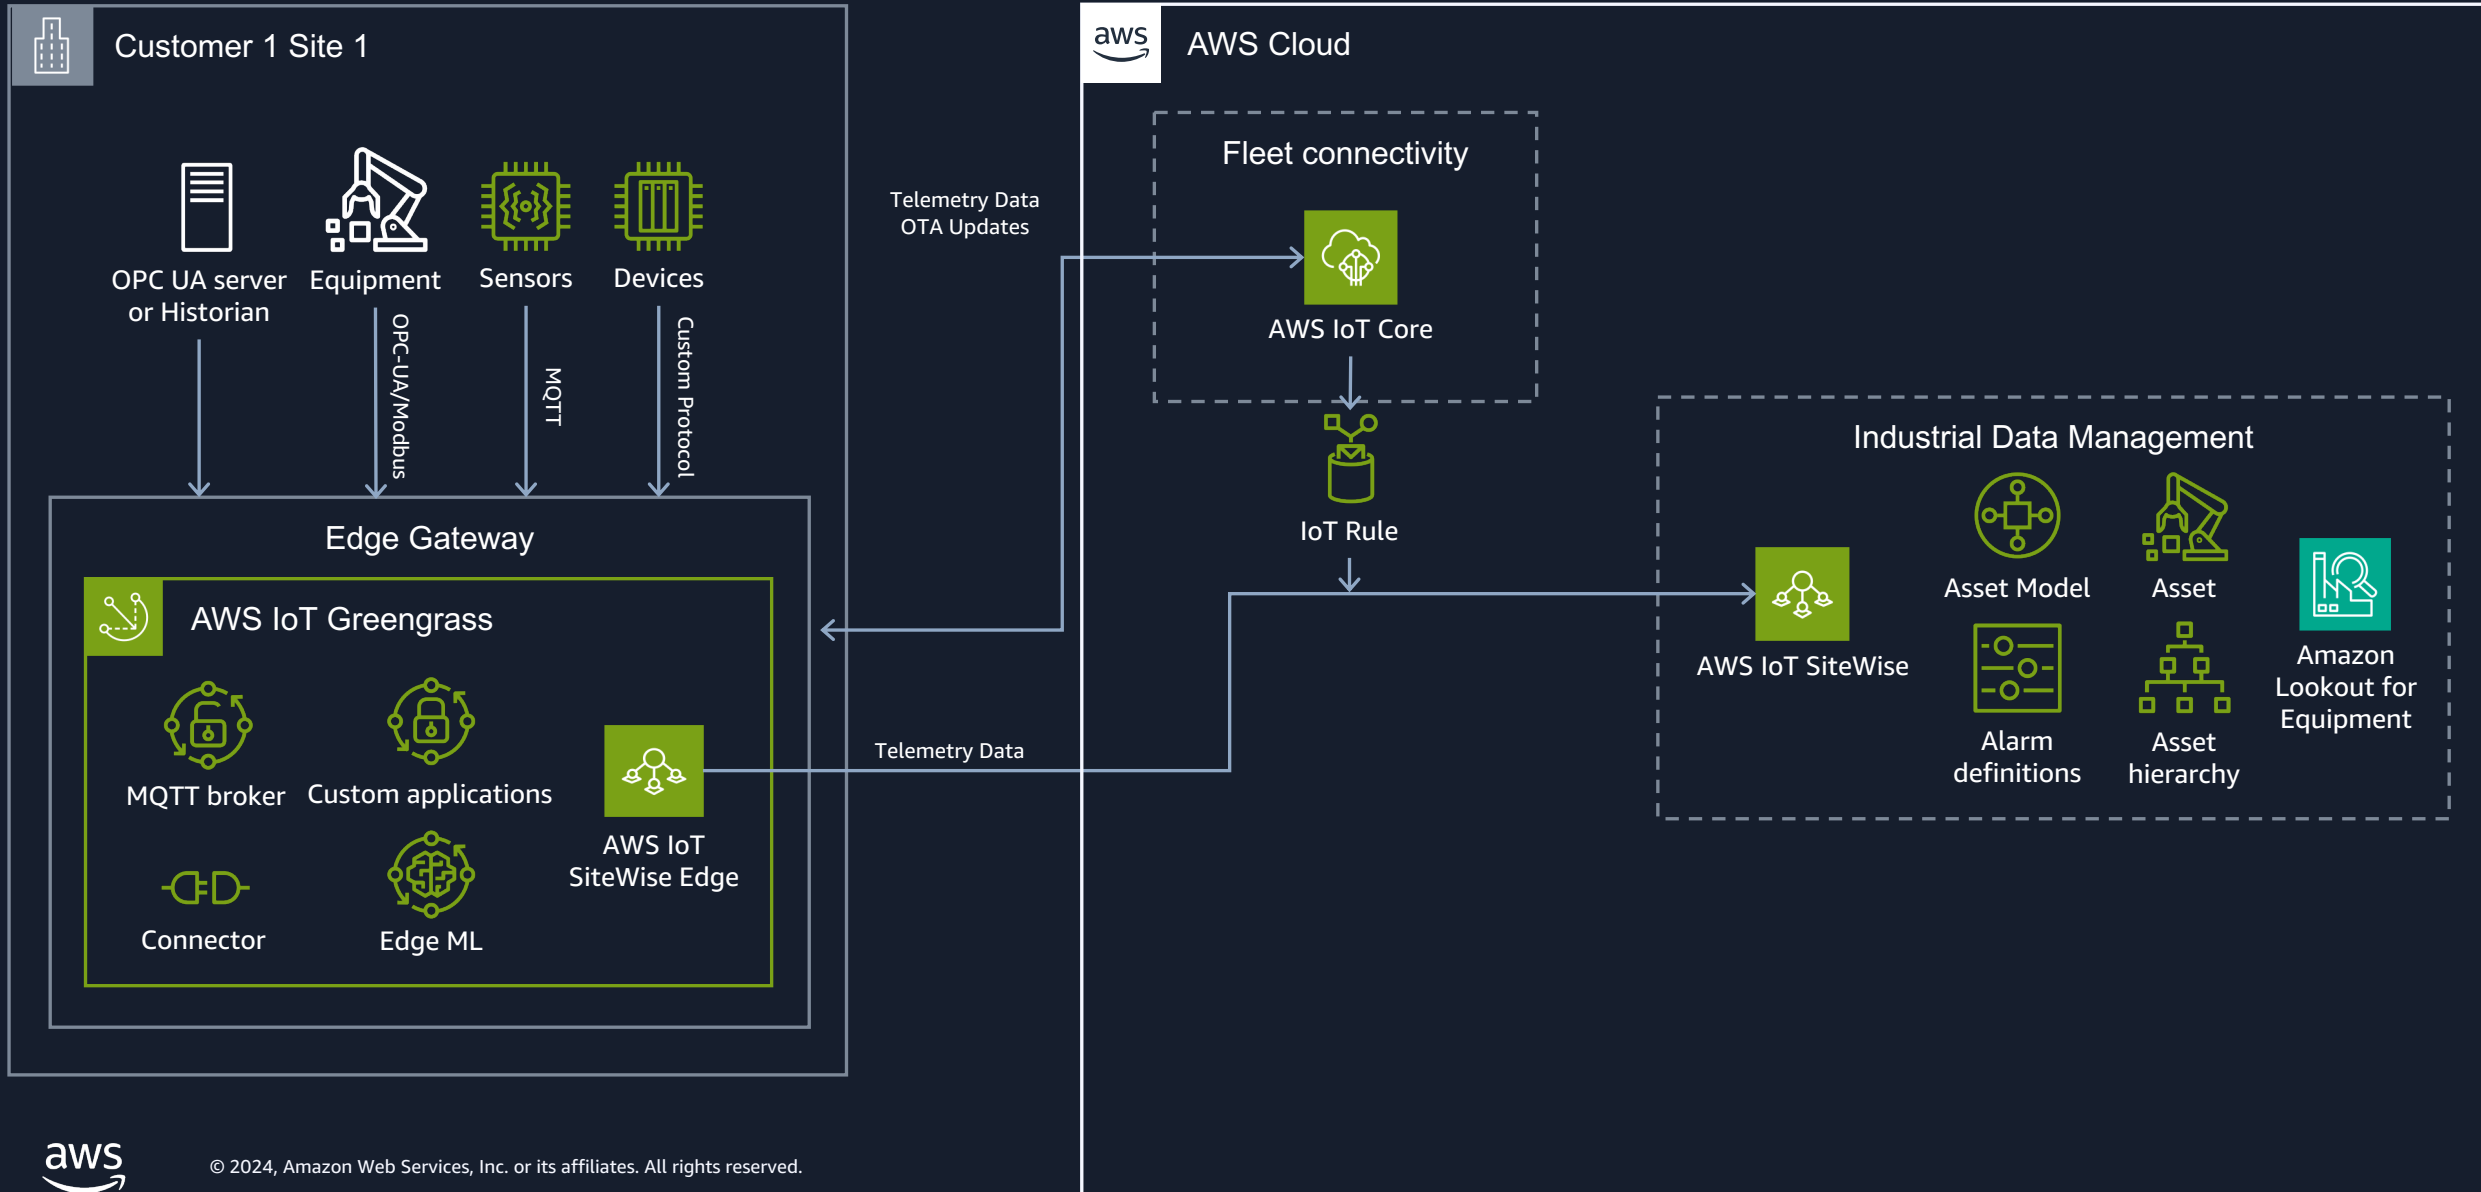 Customer 1 Site 1
aws
AWS Cloud
Fleet connectivity
Telemetry Data
OTA Updates
OPC UA server
or Historian
Equipment
Sensors
Devices
OPC-UA/Modbus
MQTT
Custom Protocol
AWS IoT Core
IoT Rule
Industrial Data Management
Asset Model
Asset
AWS IoT SiteWise
Alarm
definitions
Asset
hierarchy
Amazon
Lookout for
Equipment
Edge Gateway
AWS IoT Greengrass
MQTT broker
Custom applications
AWS IoT
SiteWise Edge
Connector
Edge ML
Telemetry Data
aws
© 2024, Amazon Web Services, Inc. or its affiliates. All rights reserved.